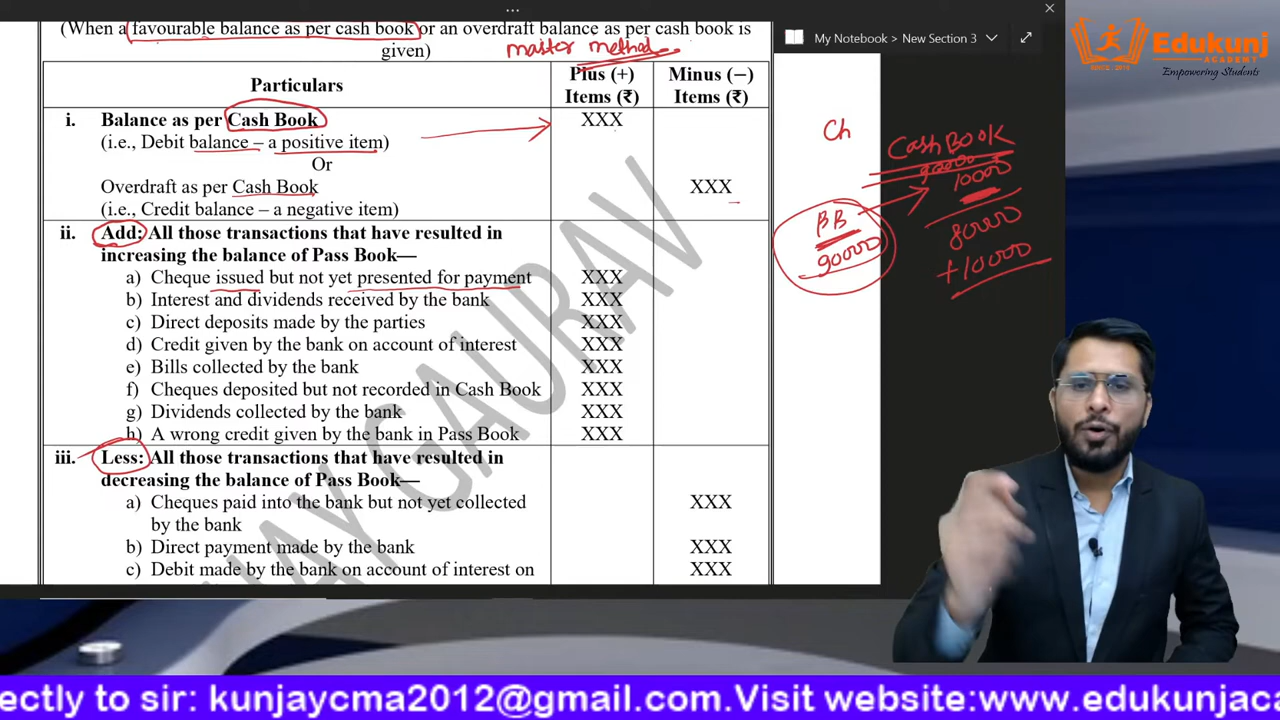 ...
(When a favourable balance as per cash book or an overdraft balance as per cash book is
given)
master method
Particulars
Plus (+)
Items (₹)
Minus (−)
Items (₹)
i. Balance as per Cash Book XXX
(i.e., Debit balance – a positive item)
Or
Overdraft as per Cash Book XXX
(i.e., Credit balance – a negative item)
ii. Add: All those transactions that have resulted in
increasing the balance of Pass Book—
a) Cheque issued but not yet presented for payment XXX
b) Interest and dividends received by the bank XXX
c) Direct deposits made by the parties XXX
d) Credit given by the bank on account of interest XXX
e) Bills collected by the bank XXX
f) Cheques deposited but not recorded in Cash Book XXX
g) Dividends collected by the bank XXX
h) A wrong credit given by the bank in Pass Book XXX
iii. Less: All those transactions that have resulted in
decreasing the balance of Pass Book—
a) Cheques paid into the bank but not yet collected XXX
by the bank
b) Direct payment made by the bank XXX
c) Debit made by the bank on account of interest on XXX
JAY GAURAV
My Notebook > New Section 3
Ch
Cash Book
90000
10000
80000
+10000
BB
90000
Edukunj
ACADEMY
Empowering Students
ectly to sir: kunjaycma2012@gmail.com.Visit website:www.edukunjaca